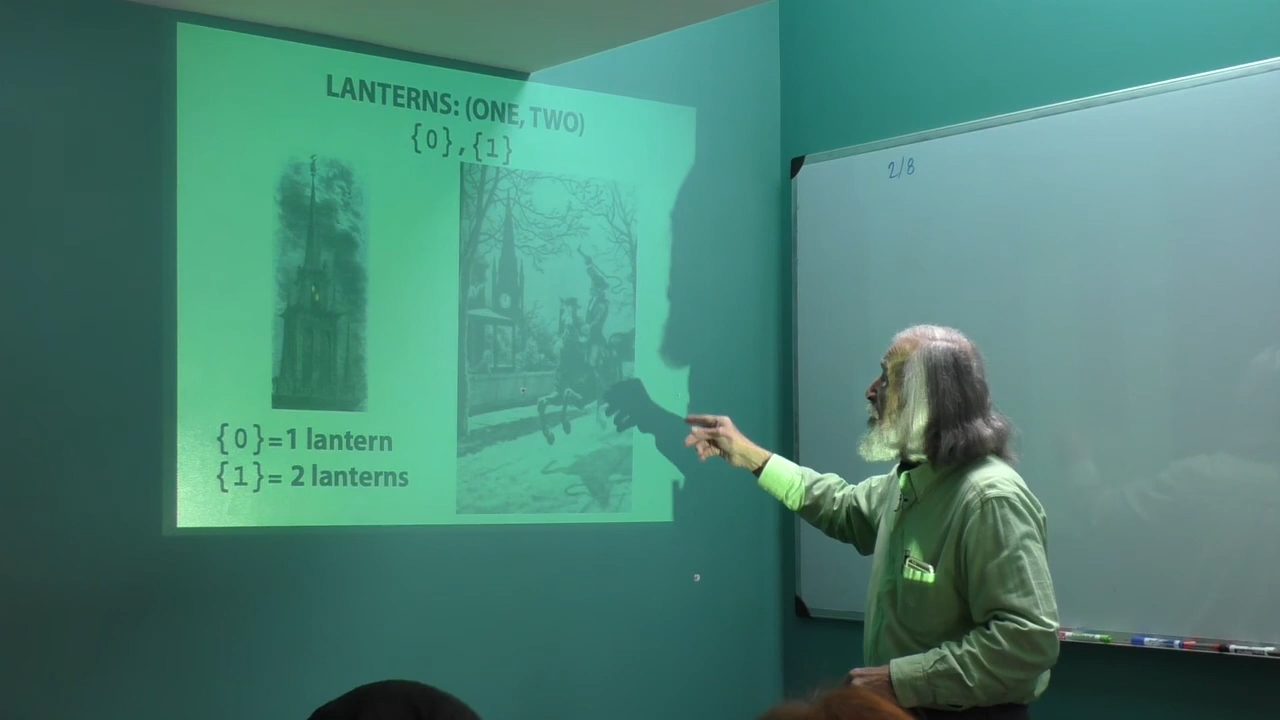 LANTERNS: (ONE, TWO)
{0},{1}
{0}=1 lantern
{1}= 2 lanterns
2/8